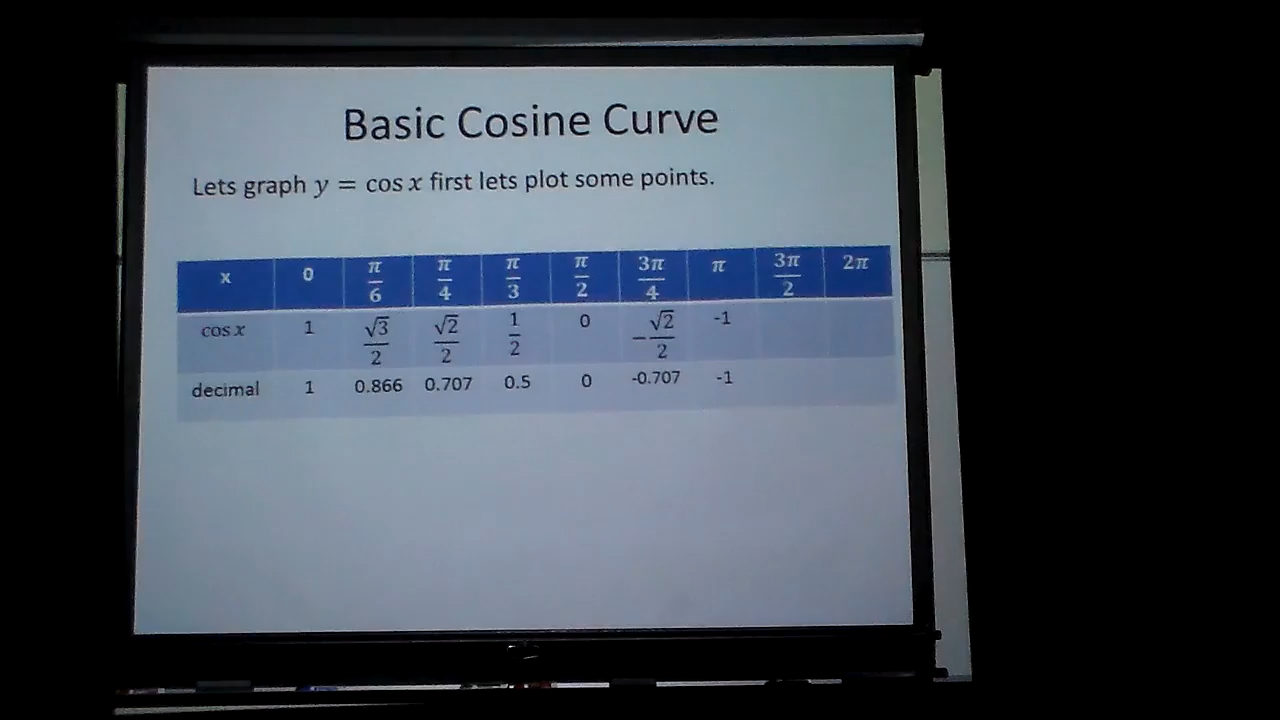 Basic Cosine Curve
Lets graph y = cos x first lets plot some points.
x 0 π/6 π/4 π/3 π/2 3π/4 π 3π/2 2π
cos x 1 √3/2 √2/2 1/2 0 −√2/2 -1
decimal 1 0.866 0.707 0.5 0 -0.707 -1